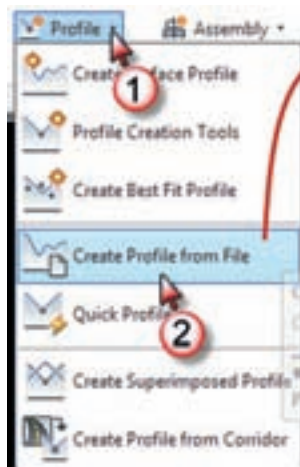 Profile Assembly
Create Surface Profile
1
Profile Creation Tools
Create Best Fit Profile
Create Profile from File
Quick Profile
2
Create Superimposed Profile
Create Profile from Corridor